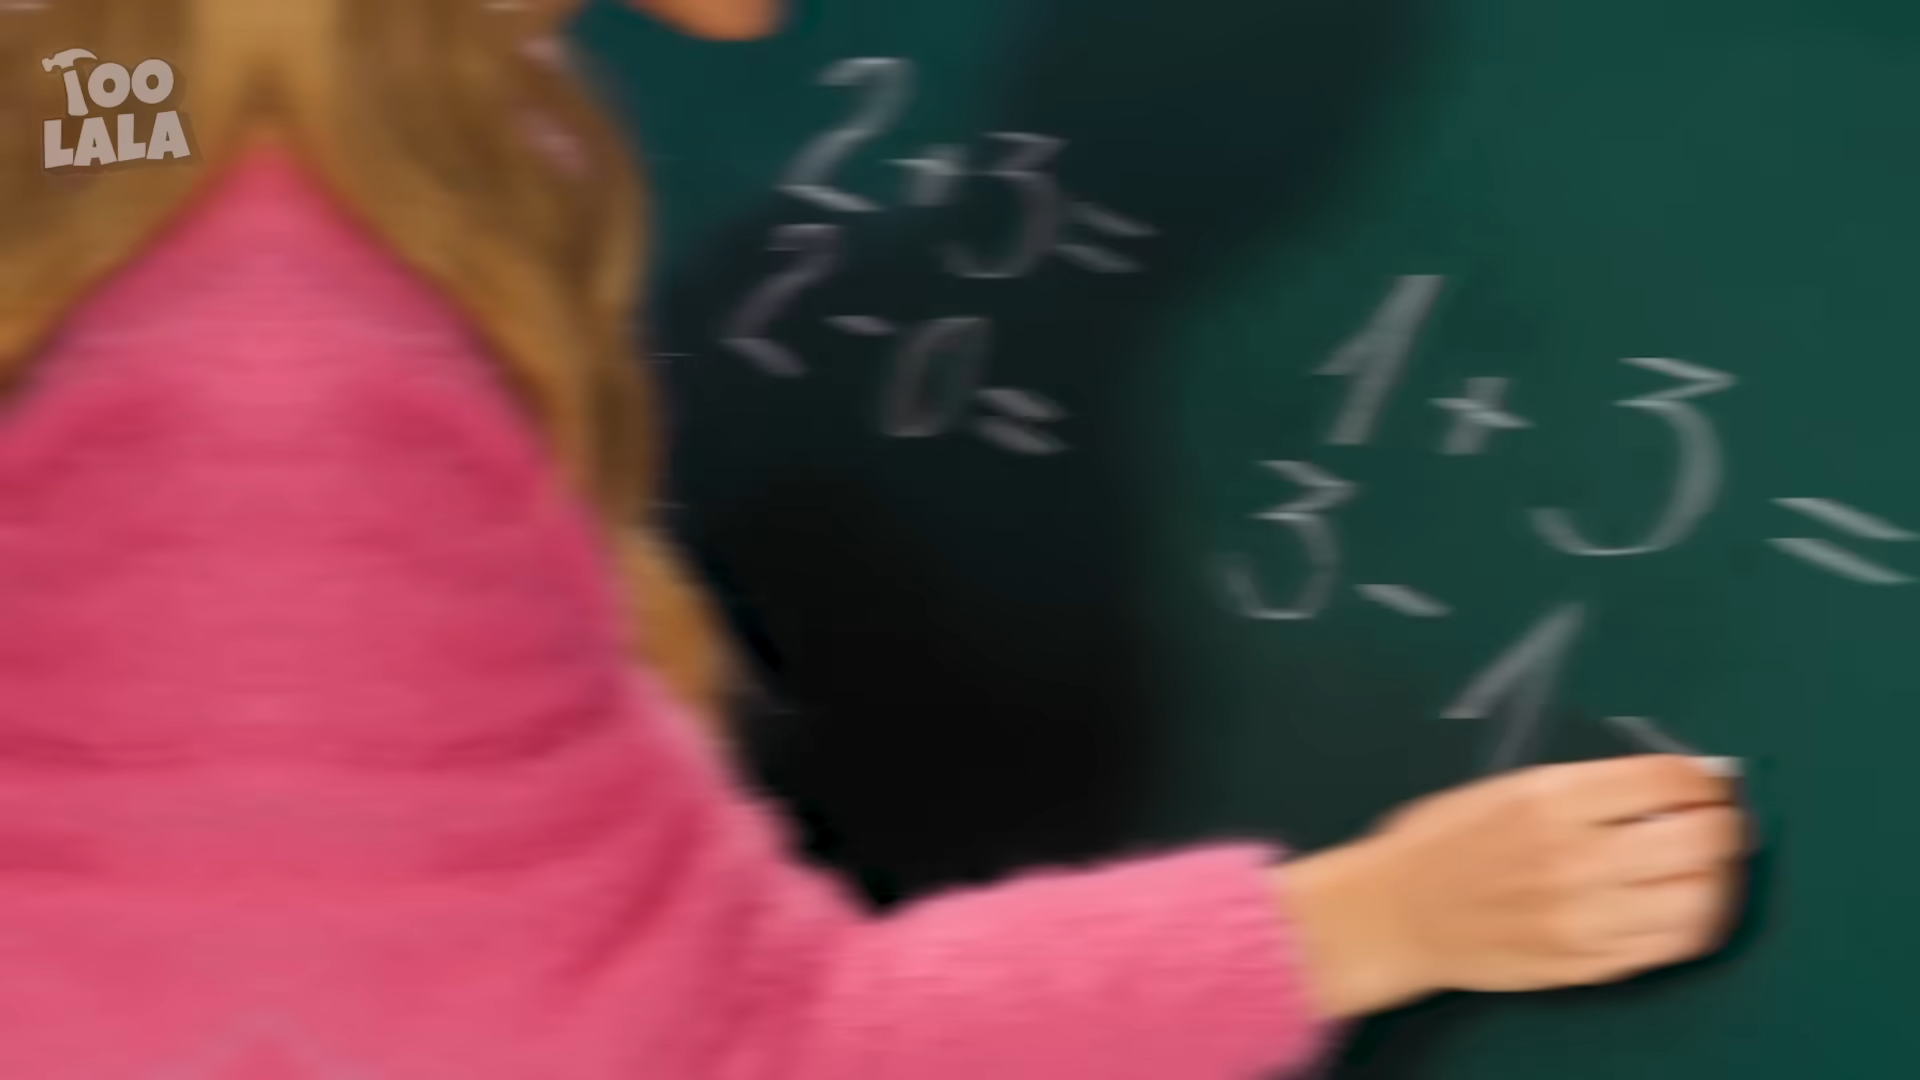 TOO
LALA
2+3=
2-0=
1+3=
3-1